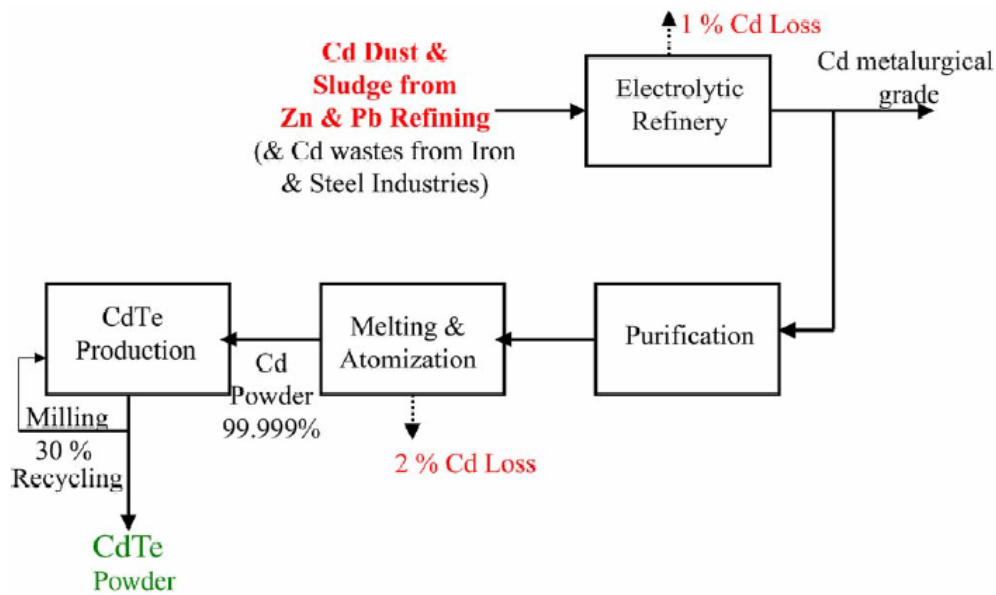 1 % Cd Loss
Cd Dust &
Sludge from
Zn & Pb Refining
(& Cd wastes from Iron
& Steel Industries)
Electrolytic
Refinery
Cd metalurgical
grade
CdTe
Production
Melting &
Atomization
Purification
Cd
Powder
99.999%
Milling
30 %
Recycling
2 % Cd Loss
CdTe
Powder